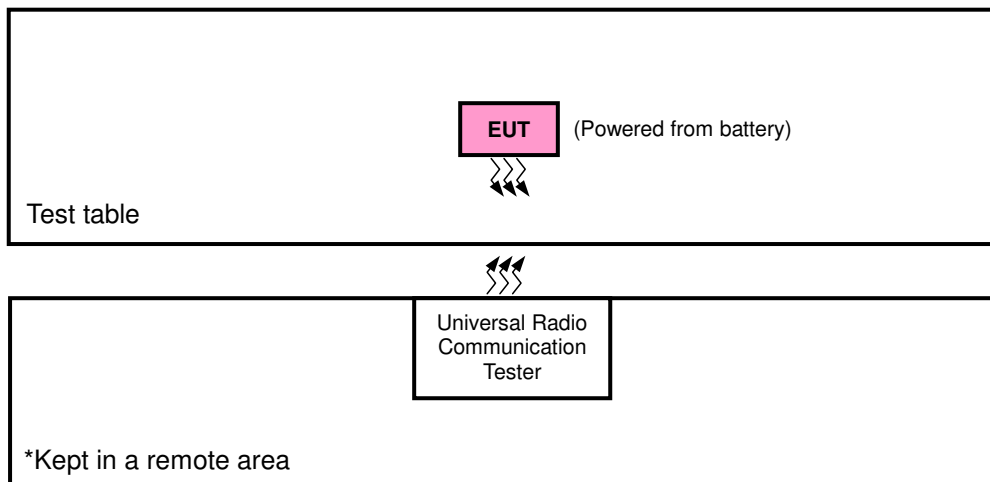 EUT (Powered from battery)
Test table
Universal Radio
Communication
Tester
*Kept in a remote area